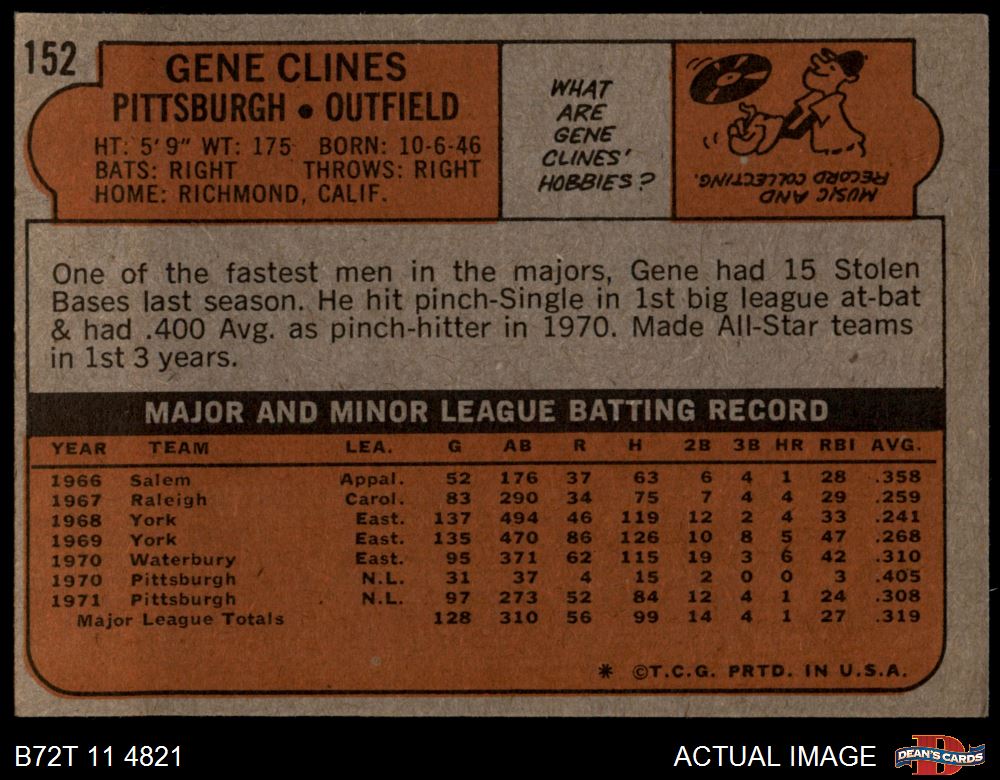 152
GENE CLINES
PITTSBURGH • OUTFIELD
HT: 5'9" WT: 175 BORN: 10-6-46
BATS: RIGHT THROWS: RIGHT
HOME: RICHMOND, CALIF.
WHAT
ARE
GENE
CLINES'
HOBBIES?
MUSIC AND
RECORD COLLECTING.
One of the fastest men in the majors, Gene had 15 Stolen
Bases last season. He hit pinch-Single in 1st big league at-bat
& had .400 Avg. as pinch-hitter in 1970. Made All-Star teams
in 1st 3 years.
MAJOR AND MINOR LEAGUE BATTING RECORD
YEAR TEAM LEA. G AB R H 2B 3B HR RBI AVG.
1966 Salem Appal. 52 176 37 63 6 4 1 28 .358
1967 Raleigh Carol. 83 290 34 75 7 4 4 29 .259
1968 York East. 137 494 46 119 12 2 4 33 .241
1969 York East. 135 470 86 126 10 8 5 47 .268
1970 Waterbury East. 95 371 62 115 19 3 6 42 .310
1970 Pittsburgh N.L. 31 37 4 15 2 0 0 3 .405
1971 Pittsburgh N.L. 97 273 52 84 12 4 1 24 .308
Major League Totals 128 310 56 99 14 4 1 27 .319
* ©T.C.G. PRTD. IN U.S.A.
B72T 11 4821
ACTUAL IMAGE
DEAN'S CARDS